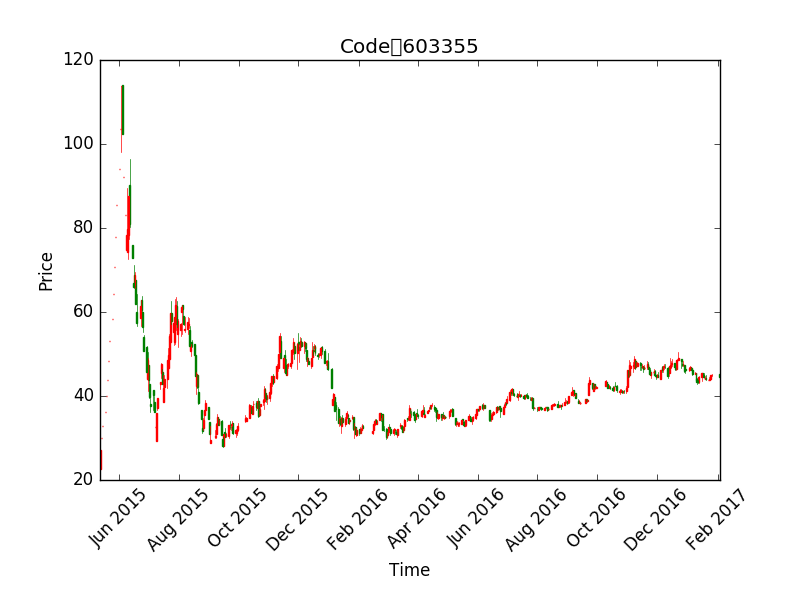 Code▯603355
120
100
80
60
40
20
Price
Jun 2015
Aug 2015
Oct 2015
Dec 2015
Feb 2016
Apr 2016
Jun 2016
Aug 2016
Oct 2016
Dec 2016
Feb 2017
Time